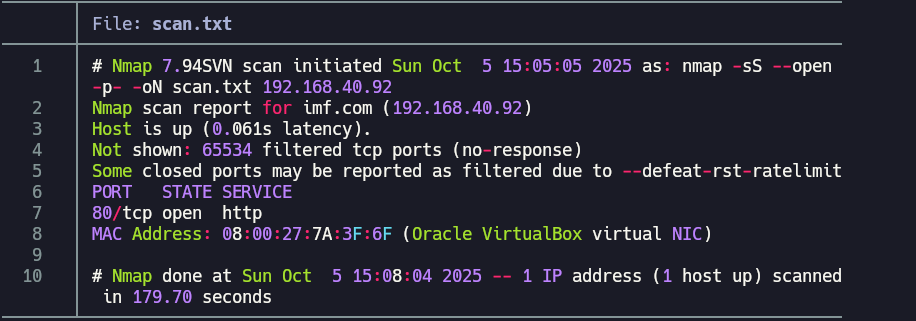 File: scan.txt
1 # Nmap 7.94SVN scan initiated Sun Oct  5 15:05:05 2025 as: nmap -sS --open
-p- -oN scan.txt 192.168.40.92
2 Nmap scan report for imf.com (192.168.40.92)
3 Host is up (0.061s latency).
4 Not shown: 65534 filtered tcp ports (no-response)
5 Some closed ports may be reported as filtered due to --defeat-rst-ratelimit
6 PORT   STATE SERVICE
7 80/tcp open  http
8 MAC Address: 08:00:27:7A:3F:6F (Oracle VirtualBox virtual NIC)
9
10 # Nmap done at Sun Oct  5 15:08:04 2025 -- 1 IP address (1 host up) scanned
in 179.70 seconds